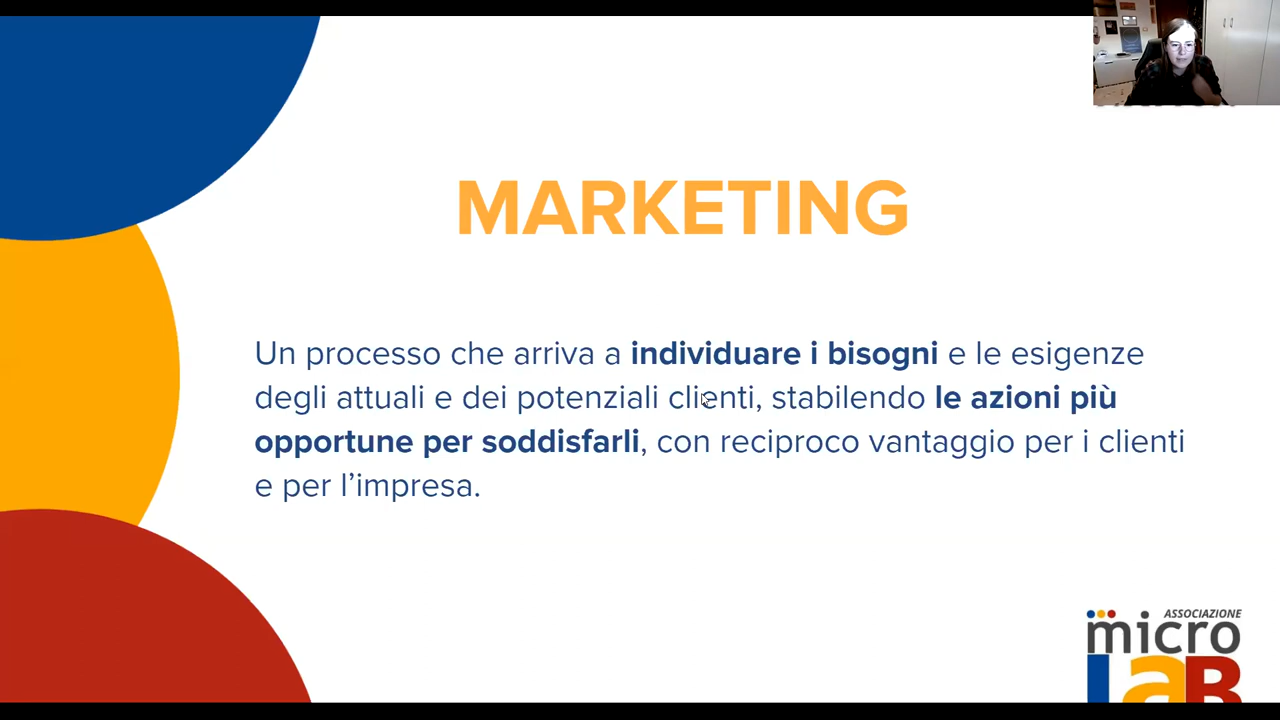 MARKETING
Un processo che arriva a individuare i bisogni e le esigenze
degli attuali e dei potenziali clienti, stabilendo le azioni più
opportune per soddisfarli, con reciproco vantaggio per i clienti
e per l’impresa.
ASSOCIAZIONE
micro
LaB